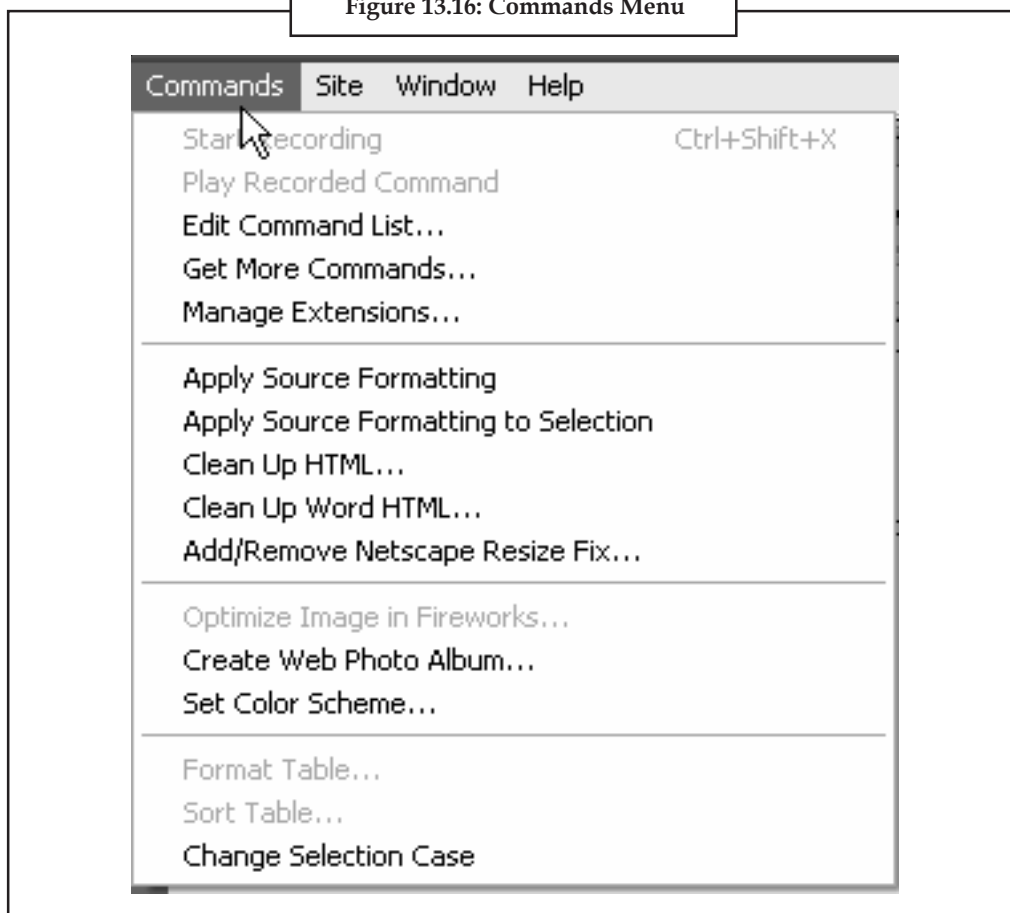 Figure 13.16: Commands Menu
Commands Site Window Help
Start Recording Ctrl+Shift+X
Play Recorded Command
Edit Command List...
Get More Commands...
Manage Extensions...
Apply Source Formatting
Apply Source Formatting to Selection
Clean Up HTML...
Clean Up Word HTML...
Add/Remove Netscape Resize Fix...
Optimize Image in Fireworks...
Create Web Photo Album...
Set Color Scheme...
Format Table...
Sort Table...
Change Selection Case